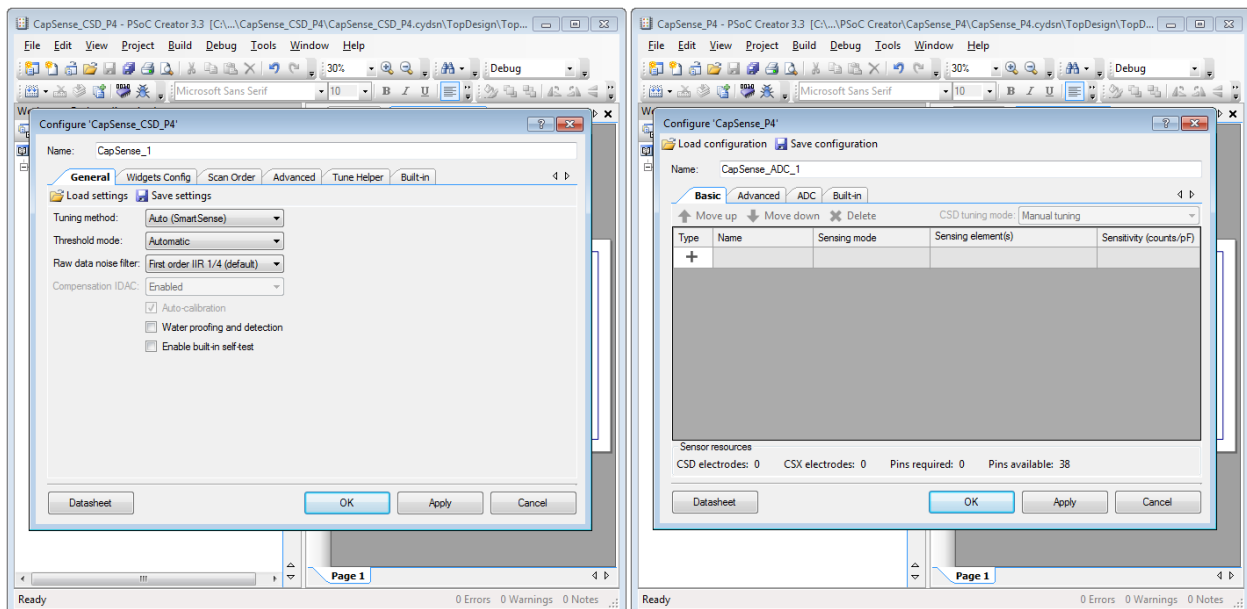 CapSense_CSD_P4 - PSoC Creator 3.3 [C:\...\CapSense_CSD_P4\CapSense_CSD_P4.cydsn\TopDesign\Top...
File Edit View Project Build Debug Tools Window Help
30% Debug
Microsoft Sans Serif 10 B I U
Configure 'CapSense_CSD_P4'
Name: CapSense_1
General Widgets Config Scan Order Advanced Tune Helper Built-in
Load settings Save settings
Tuning method: Auto (SmartSense)
Threshold mode: Automatic
Raw data noise filter: First order IIR 1/4 (default)
Compensation IDAC: Enabled
Auto-calibration
Water proofing and detection
Enable built-in self-test
Datasheet OK Apply Cancel
Page 1
Ready 0 Errors 0 Warnings 0 Notes
CapSense_P4 - PSoC Creator 3.3 [C:\...\PSoC Creator\CapSense_P4\CapSense_P4.cydsn\TopDesign\TopD...
File Edit View Project Build Debug Tools Window Help
30% Debug
Microsoft Sans Serif 10 B I U
Configure 'CapSense_P4'
Load configuration Save configuration
Name: CapSense_ADC_1
Basic Advanced ADC Built-in
Move up Move down Delete CSD tuning mode: Manual tuning
Type Name Sensing mode Sensing element(s) Sensitivity (counts/pF)
Sensor resources
CSD electrodes: 0 CSX electrodes: 0 Pins required: 0 Pins available: 38
Datasheet OK Apply Cancel
Page 1
Ready 0 Errors 0 Warnings 0 Notes